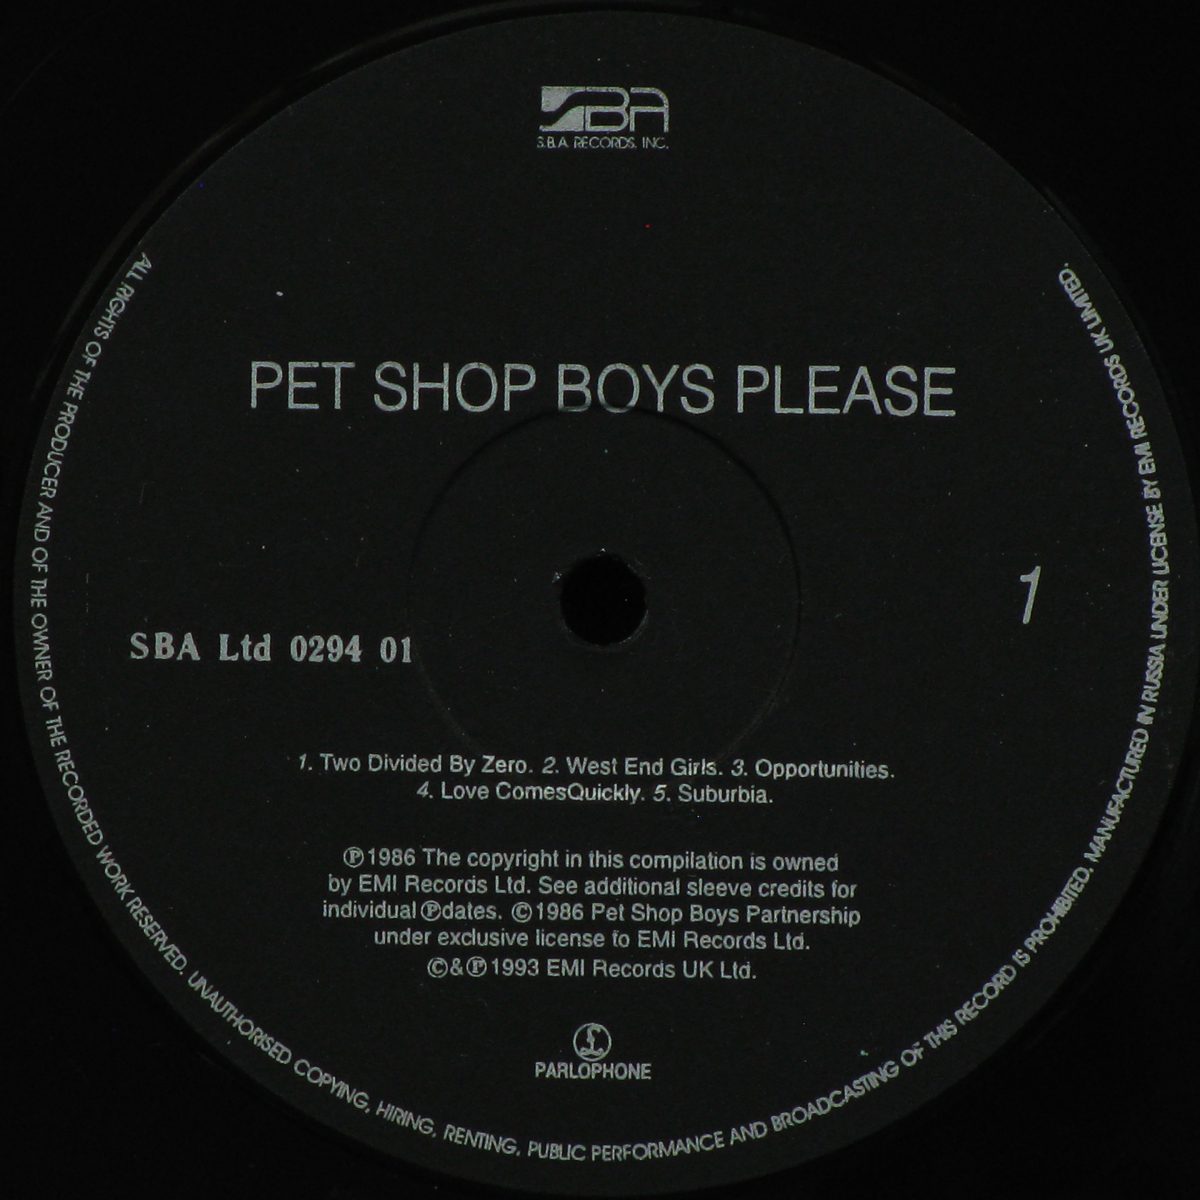 SBA
S.B.A. RECORDS, INC.
PET SHOP BOYS PLEASE
1
SBA Ltd 0294 01
1. Two Divided By Zero. 2. West End Girls. 3. Opportunities.
4. Love ComesQuickly. 5. Suburbia.
Ⓟ1986 The copyright in this compilation is owned
by EMI Records Ltd. See additional sleeve credits for
individual Ⓟdates. ©1986 Pet Shop Boys Partnership
under exclusive license to EMI Records Ltd.
©&Ⓟ1993 EMI Records UK Ltd.
£
PARLOPHONE
ALL RIGHTS OF THE PRODUCER AND OF THE OWNER OF THE RECORDED WORK RESERVED. UNAUTHORISED COPYING, HIRING, RENTING, PUBLIC PERFORMANCE AND BROADCASTING OF THIS RECORD IS PROHIBITED. MANUFACTURED IN RUSSIA UNDER LICENSE BY EMI RECORDS UK LIMITED.